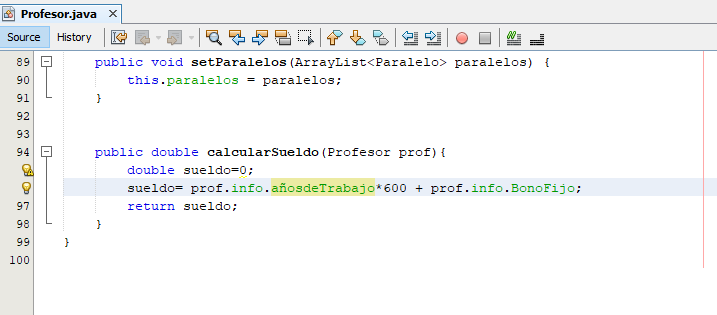 Profesor.java
Source History
89 public void setParalelos(ArrayList<Paralelo> paralelos) {
90 this.paralelos = paralelos;
91 }
92
93
94 public double calcularSueldo(Profesor prof){
double sueldo=0;
sueldo= prof.info.añosdeTrabajo*600 + prof.info.BonoFijo;
97 return sueldo;
98 }
99 }
100